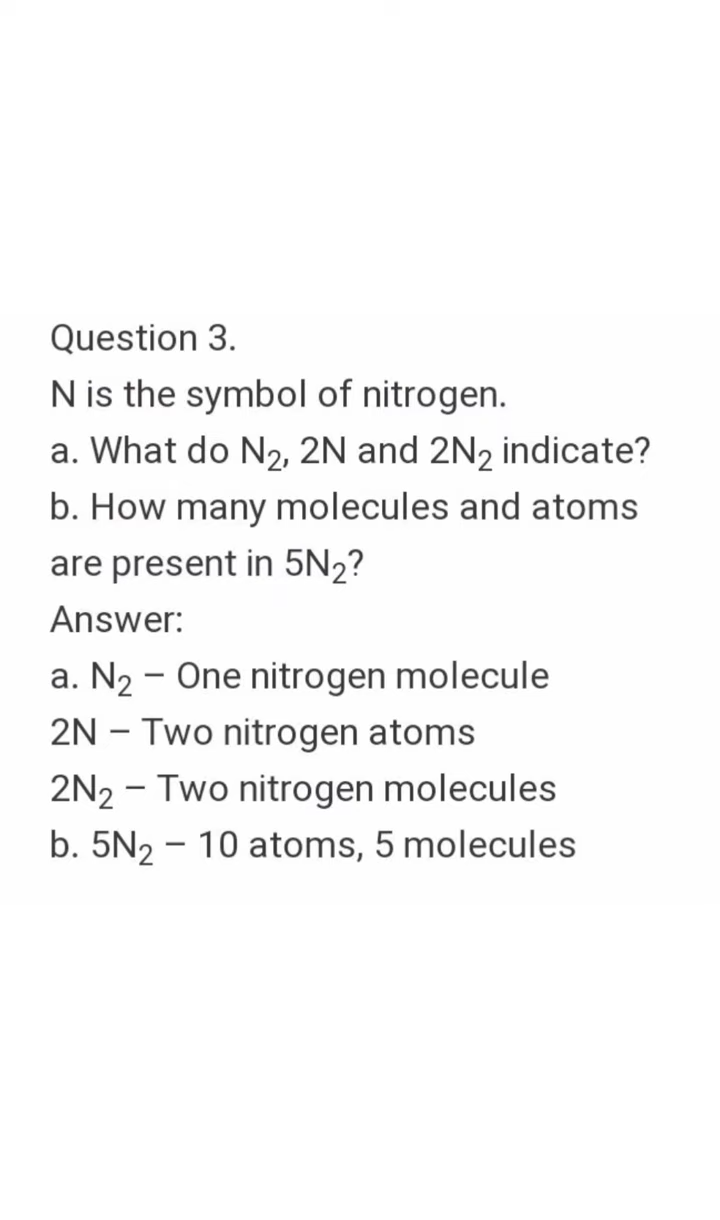 Question 3.
N is the symbol of nitrogen.
a. What do N₂, 2N and 2N₂ indicate?
b. How many molecules and atoms
are present in 5N₂?
Answer:
a. N₂ – One nitrogen molecule
2N – Two nitrogen atoms
2N₂ – Two nitrogen molecules
b. 5N₂ – 10 atoms, 5 molecules